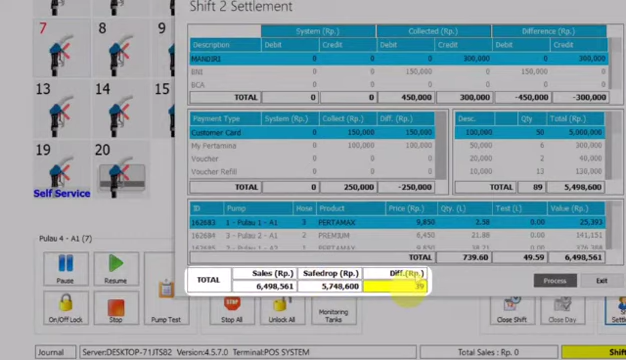 Shift 2 Settlement
System (Rp.) Collected (Rp.) Difference (Rp.)
Description Debit Credit Debit Credit Debit Credit
MANDIRI 0 0 0 300,000 0 300,000
BNI 0 0 150,000 0 150,000 0
BCA
TOTAL 0 0 450,000 300,000 -450,000 -300,000
Payment Type System (Rp.) Collect (Rp.) Diff. (Rp.)
Customer Card 0 150,000 150,000
My Pertamina 0 100,000 100,000
Voucher 0 0 0
Voucher Refill 0 0 0
TOTAL 0 250,000 -250,000
Desc. Qty Total (Rp.)
100,000 50 5,000,000
50,000 6 300,000
20,000 2 40,000
10,000 13 130,000
TOTAL 89 5,498,600
ID Pump Hose Product Price (Rp.) Qty. (L) Test (L) Value (Rp.)
162683 1 - Pulau 1 - A1 3 PERTAMAX 9,850 2.58 0.00 25,393
162684 3 - Pulau 2 - A1 4 PREMIUM 6,450 21.88 0.00 141,151
TOTAL 739.60 49.59 6,498,561
TOTAL
Sales (Rp.) Safedrop (Rp.) Diff.(Rp.)
6,498,561 5,748,600 39
Process Exit
7 8 9
13 14 15
19 20
Self Service
Pulau 4 - A1 (7)
Pause Resume
On/Off Lock Stop Pump Test Stop All Unlock All Monitoring Tanks Close Shift Close Day
Journal Server:DESKTOP-71JTS82 Version:4.5.7.0 Terminal:POS SYSTEM Total Sales : Rp. 0